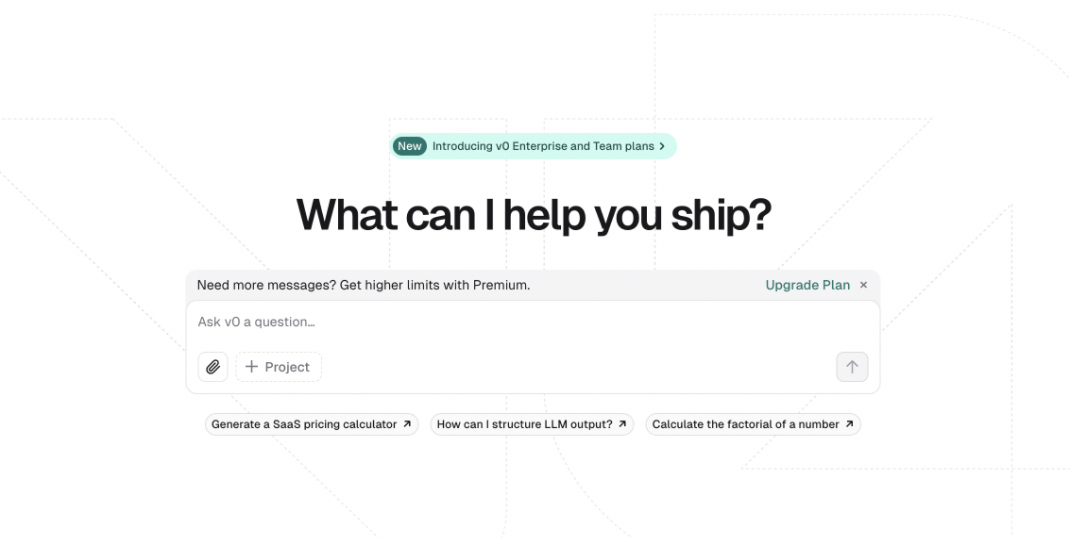 New Introducing v0 Enterprise and Team plans
What can I help you ship?
Need more messages? Get higher limits with Premium. Upgrade Plan ×
Ask v0 a question...
Project
Generate a SaaS pricing calculator How can I structure LLM output? Calculate the factorial of a number